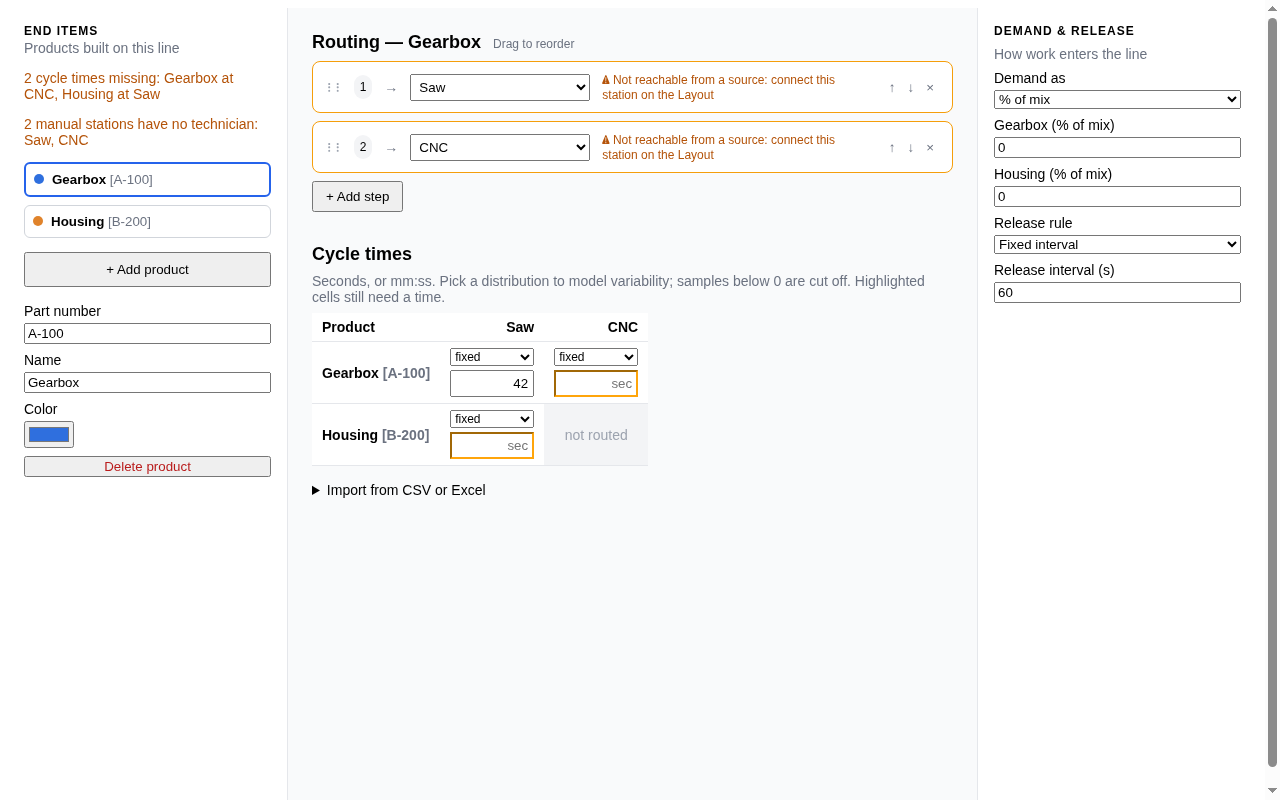 END ITEMS
Products built on this line
2 cycle times missing: Gearbox at
CNC, Housing at Saw
2 manual stations have no technician:
Saw, CNC
Gearbox [A-100]
Housing [B-200]
+ Add product
Part number
A-100
Name
Gearbox
Color
Delete product
Routing — Gearbox Drag to reorder
1 → Saw ⚠ Not reachable from a source: connect this
station on the Layout ↑ ↓ ×
2 → CNC ⚠ Not reachable from a source: connect this
station on the Layout ↑ ↓ ×
+ Add step
Cycle times
Seconds, or mm:ss. Pick a distribution to model variability; samples below 0 are cut off. Highlighted
cells still need a time.
Product Saw CNC
fixed fixed
Gearbox [A-100]
42 sec
fixed
Housing [B-200] not routed
sec
▶ Import from CSV or Excel
DEMAND & RELEASE
How work enters the line
Demand as
% of mix
Gearbox (% of mix)
0
Housing (% of mix)
0
Release rule
Fixed interval
Release interval (s)
60